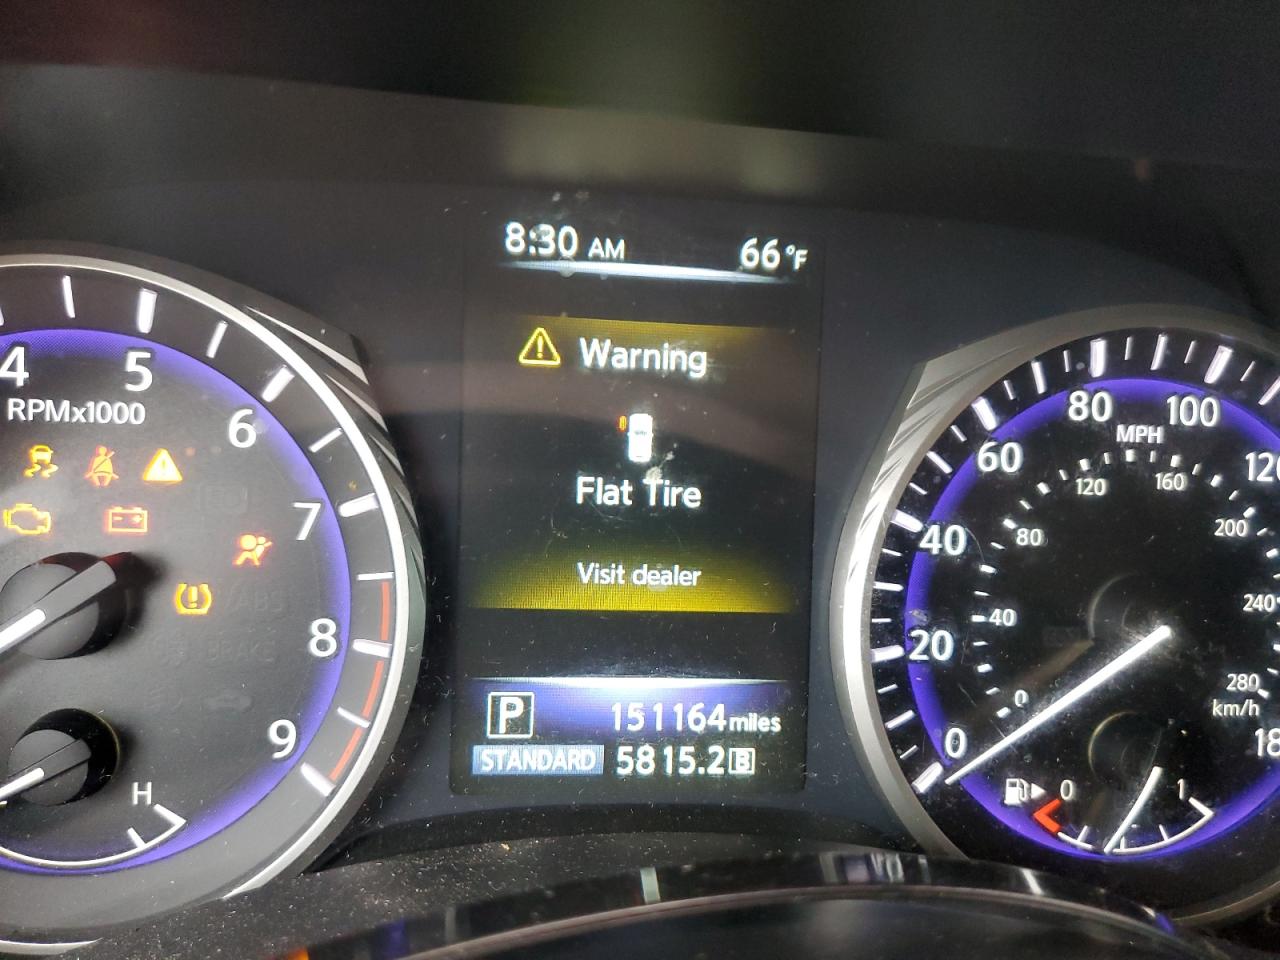 8:30 AM 66°F
Warning
Flat Tire
Visit dealer
P 151164 miles
STANDARD 5815.2 B
4 5 6 7 8 9
RPMx1000
H
0 20 40 60 80 100 120 18
MPH
0 40 80 120 160 200 240 280
km/h
0 1